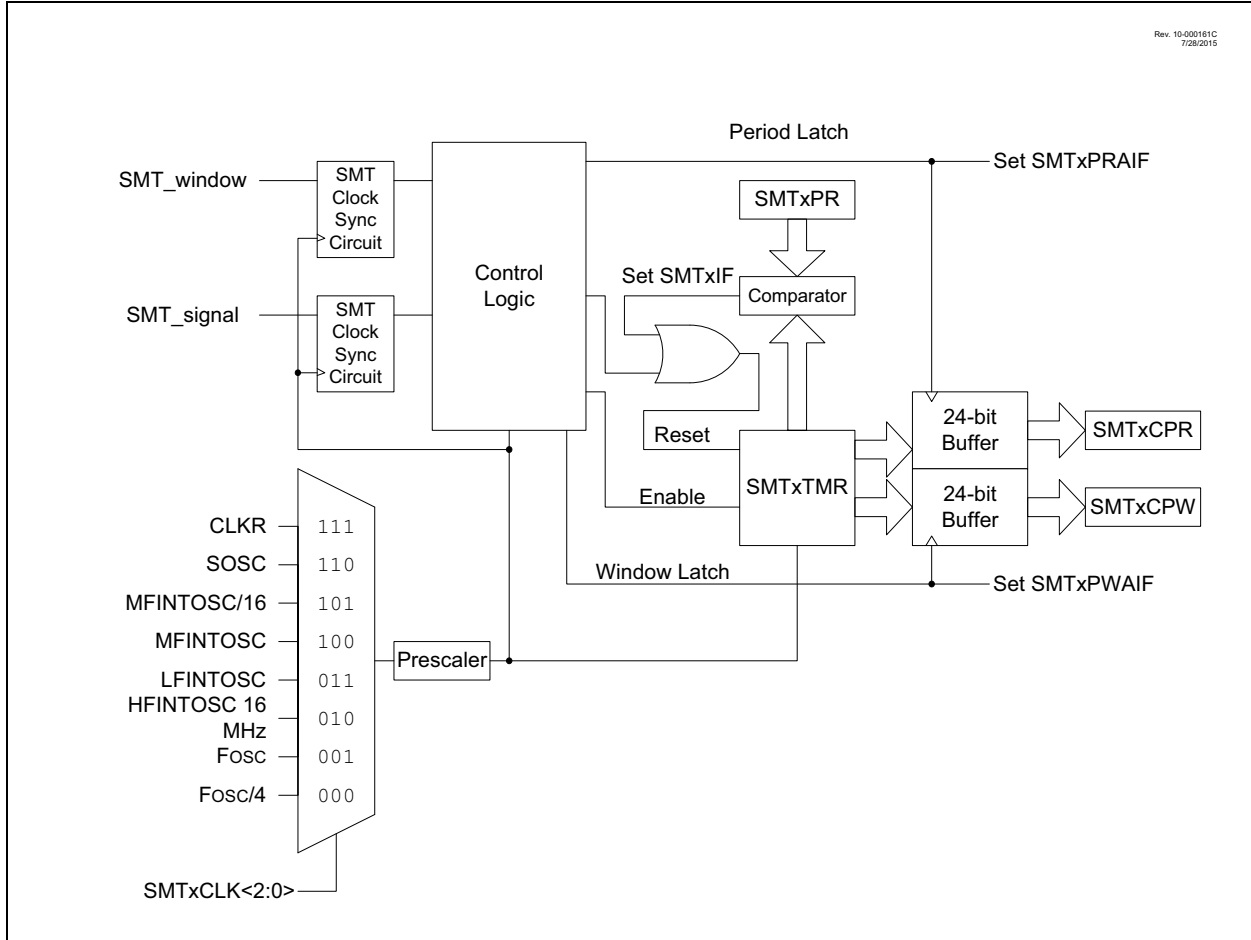 Rev. 10-000161C
7/28/2015
Period Latch
Set SMTxPRAIF
SMT_window
SMT
Clock
Sync
Circuit
SMTxPR
Control
Logic
Set SMTxIF
Comparator
SMT_signal
SMT
Clock
Sync
Circuit
Reset
SMTxTMR
24-bit
Buffer
SMTxCPR
Enable
24-bit
Buffer
SMTxCPW
Window Latch
Set SMTxPWAIF
CLKR
111
SOSC
110
MFINTOSC/16
101
MFINTOSC
100
Prescaler
LFINTOSC
011
HFINTOSC 16
MHz
010
FOSC
001
FOSC/4
000
SMTxCLK<2:0>